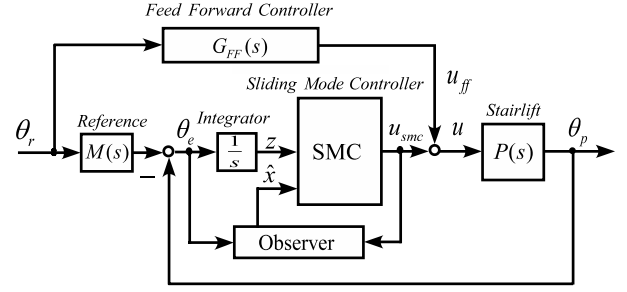 Feed Forward Controller
G_FF(s)
Sliding Mode Controller
u_ff
Reference
Integrator
Stairlift
θ_r
M(s)
θ_e
1/s
z
x̂
SMC
u_smc
u
P(s)
θ_p
−
Observer